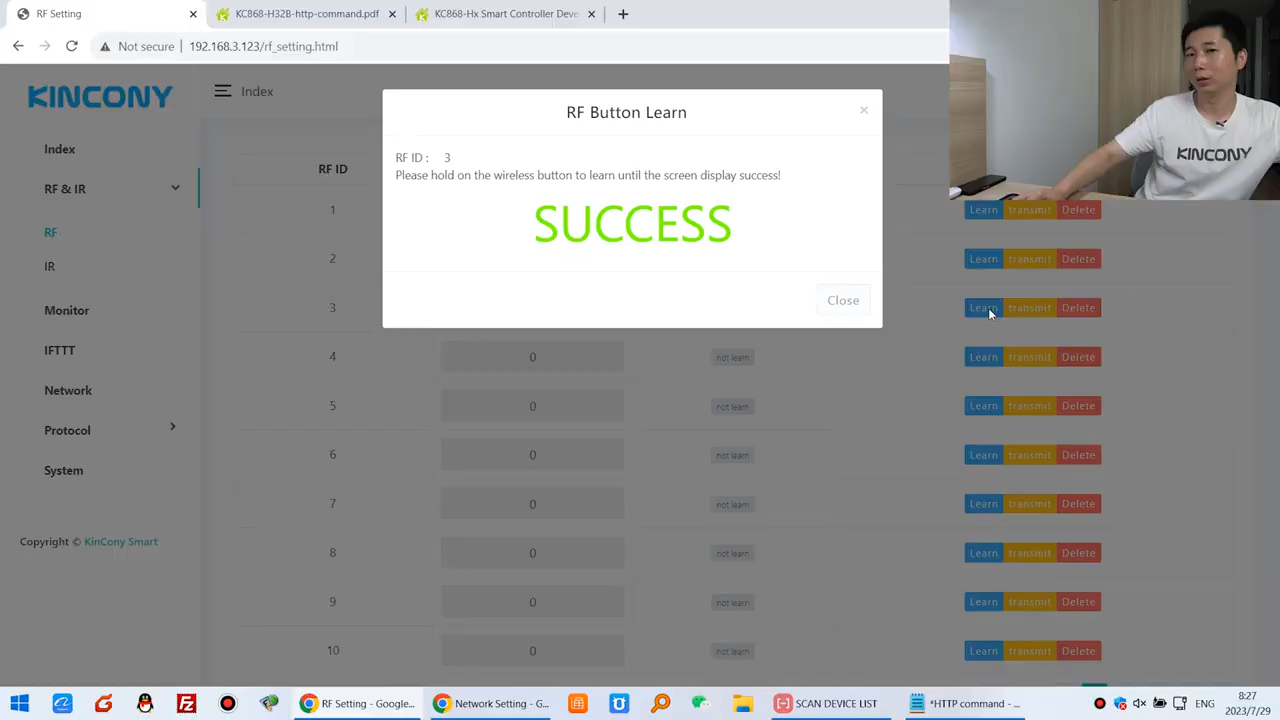 RF Setting
KC868-H32B-http-command.pdf
KC868-Hx Smart Controller Deve
Not secure
192.168.3.123/rf_setting.html
KINCONY
Index
KINCONY
Index
RF & IR
RF
IR
Monitor
IFTTT
Network
Protocol
System
Copyright © KinCony Smart
RF Button Learn
×
RF ID : 3
Please hold on the wireless button to learn until the screen display success!
SUCCESS
Close
RF ID
1 Learn transmit Delete
2 Learn transmit Delete
3 Learn transmit Delete
4 0 not learn Learn transmit Delete
5 0 not learn Learn transmit Delete
6 0 not learn Learn transmit Delete
7 0 not learn Learn transmit Delete
8 0 not learn Learn transmit Delete
9 0 not learn Learn transmit Delete
10 0 not learn Learn transmit Delete
RF Setting - Google...
Network Setting - G...
SCAN DEVICE LIST
*HTTP command - ...
ENG
8:27
2023/7/29